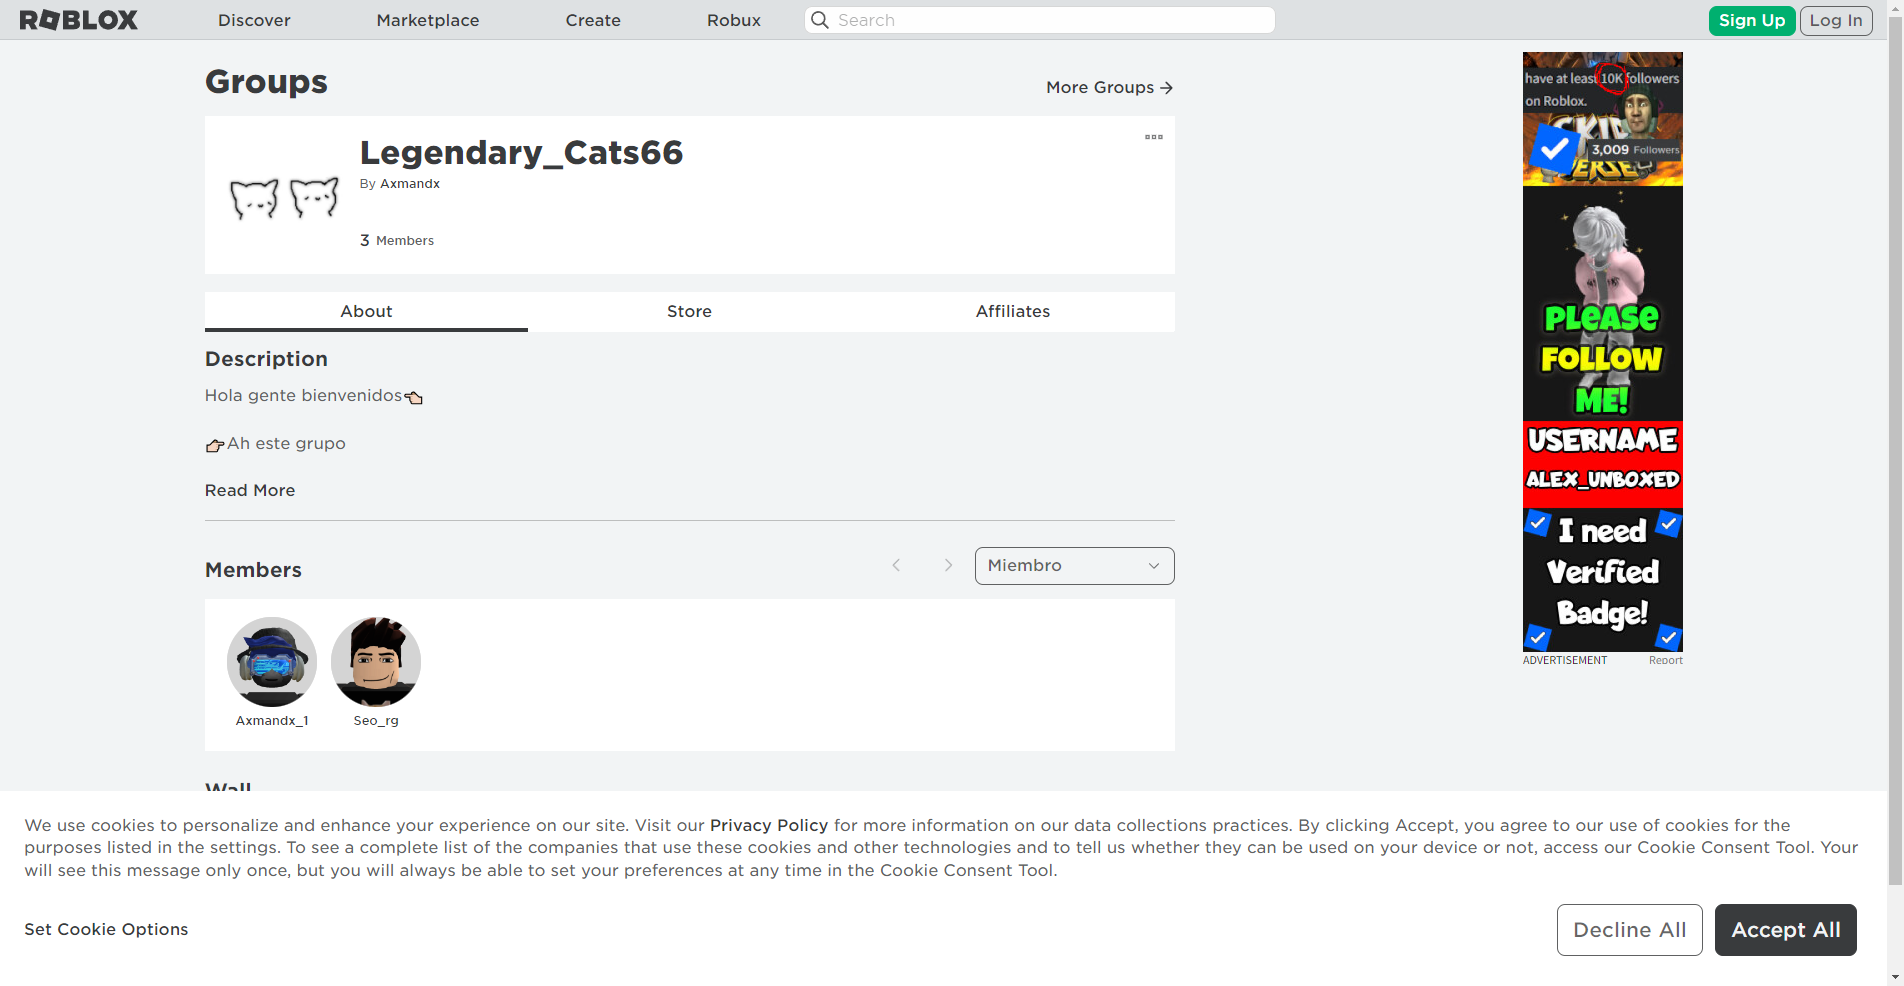 ROBLOX
Discover
Marketplace
Create
Robux
Search
Sign Up
Log In
Groups
More Groups
Legendary_Cats66
By Axmandx
3 Members
About
Store
Affiliates
Description
Hola gente bienvenidos👈🏻
👉🏻Ah este grupo
Read More
Members
Miembro
Axmandx_1
Seo_rg
Wall
have at least 10K followers
on Roblox.
3,009 Followers
PLEASE
FOLLOW
ME!
USERNAME
ALEX_UNBOXED
I need
Verified
Badge!
ADVERTISEMENT
Report
We use cookies to personalize and enhance your experience on our site. Visit our Privacy Policy for more information on our data collections practices. By clicking Accept, you agree to our use of cookies for the
purposes listed in the settings. To see a complete list of the companies that use these cookies and other technologies and to tell us whether they can be used on your device or not, access our Cookie Consent Tool. Your
will see this message only once, but you will always be able to set your preferences at any time in the Cookie Consent Tool.
Set Cookie Options
Decline All
Accept All